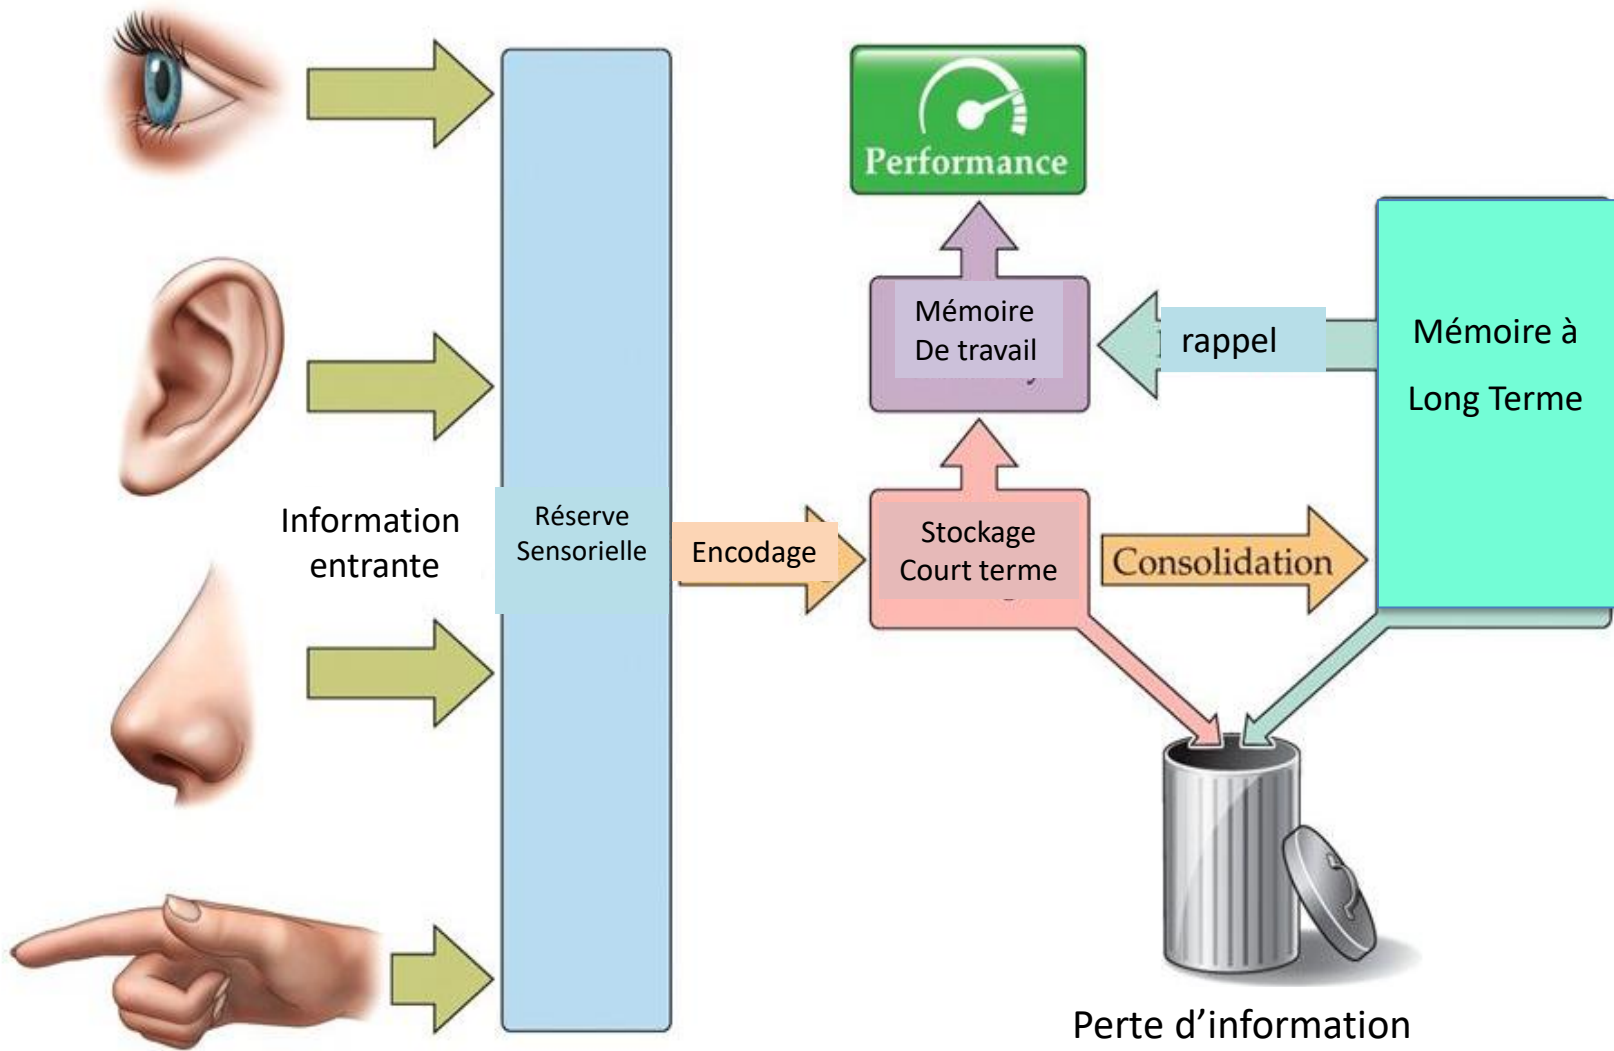 Performance
Mémoire
De travail
rappel
Mémoire à
Long Terme
Information
entrante
Réserve
Sensorielle
Encodage
Stockage
Court terme
Consolidation
Perte d’information